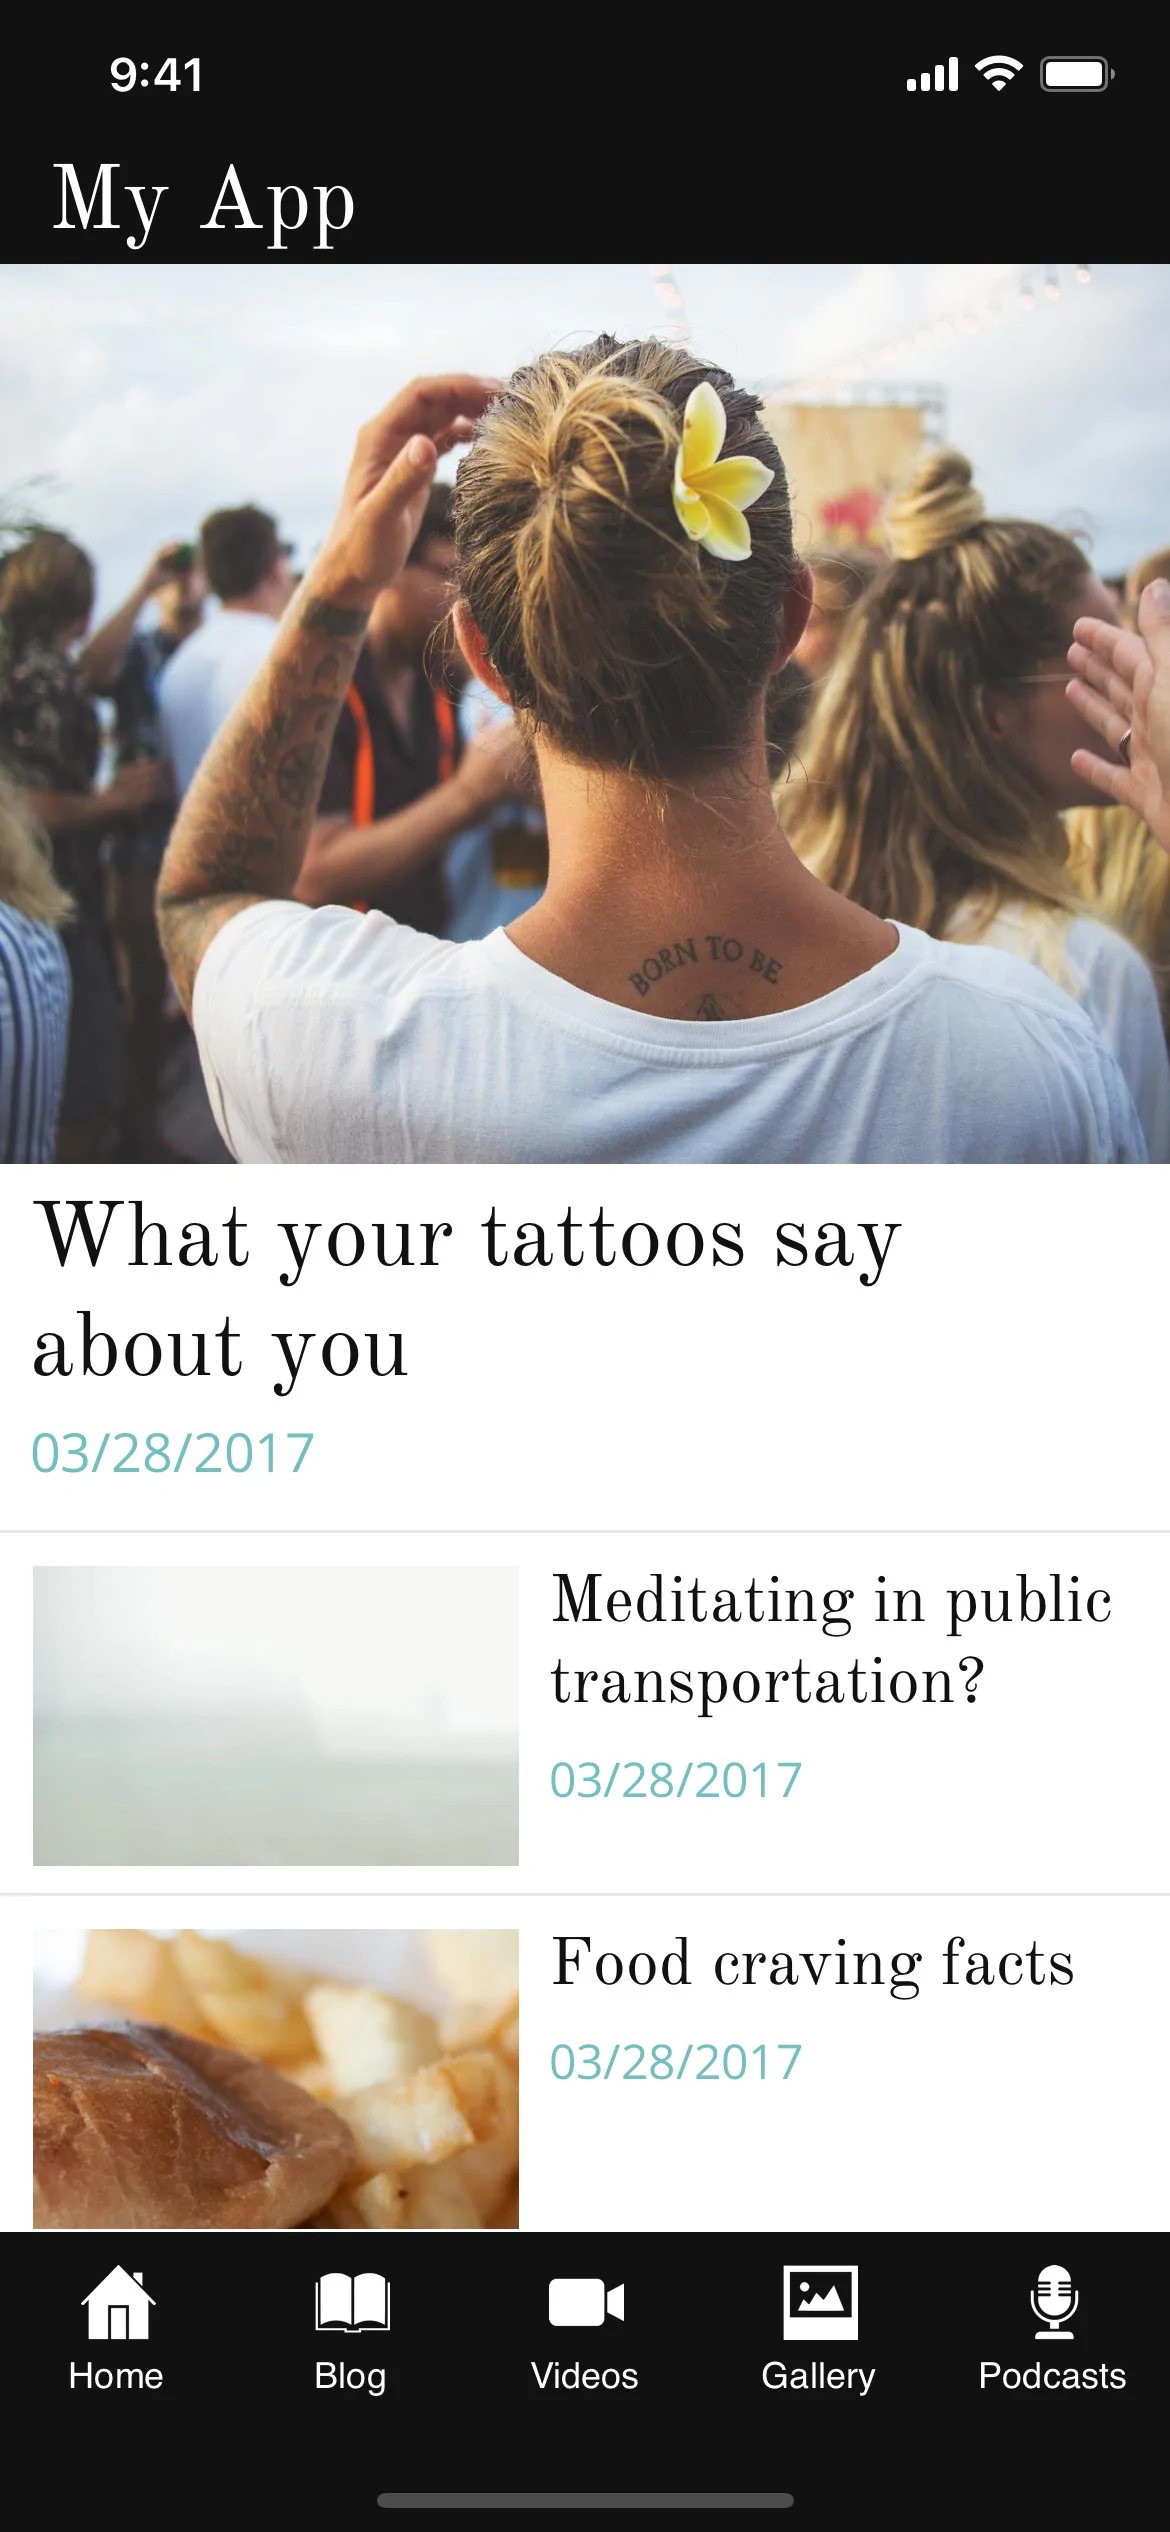 9:41
My App
BORN TO BE
What your tattoos say
about you
03/28/2017
Meditating in public
transportation?
03/28/2017
Food craving facts
03/28/2017
Home
Blog
Videos
Gallery
Podcasts